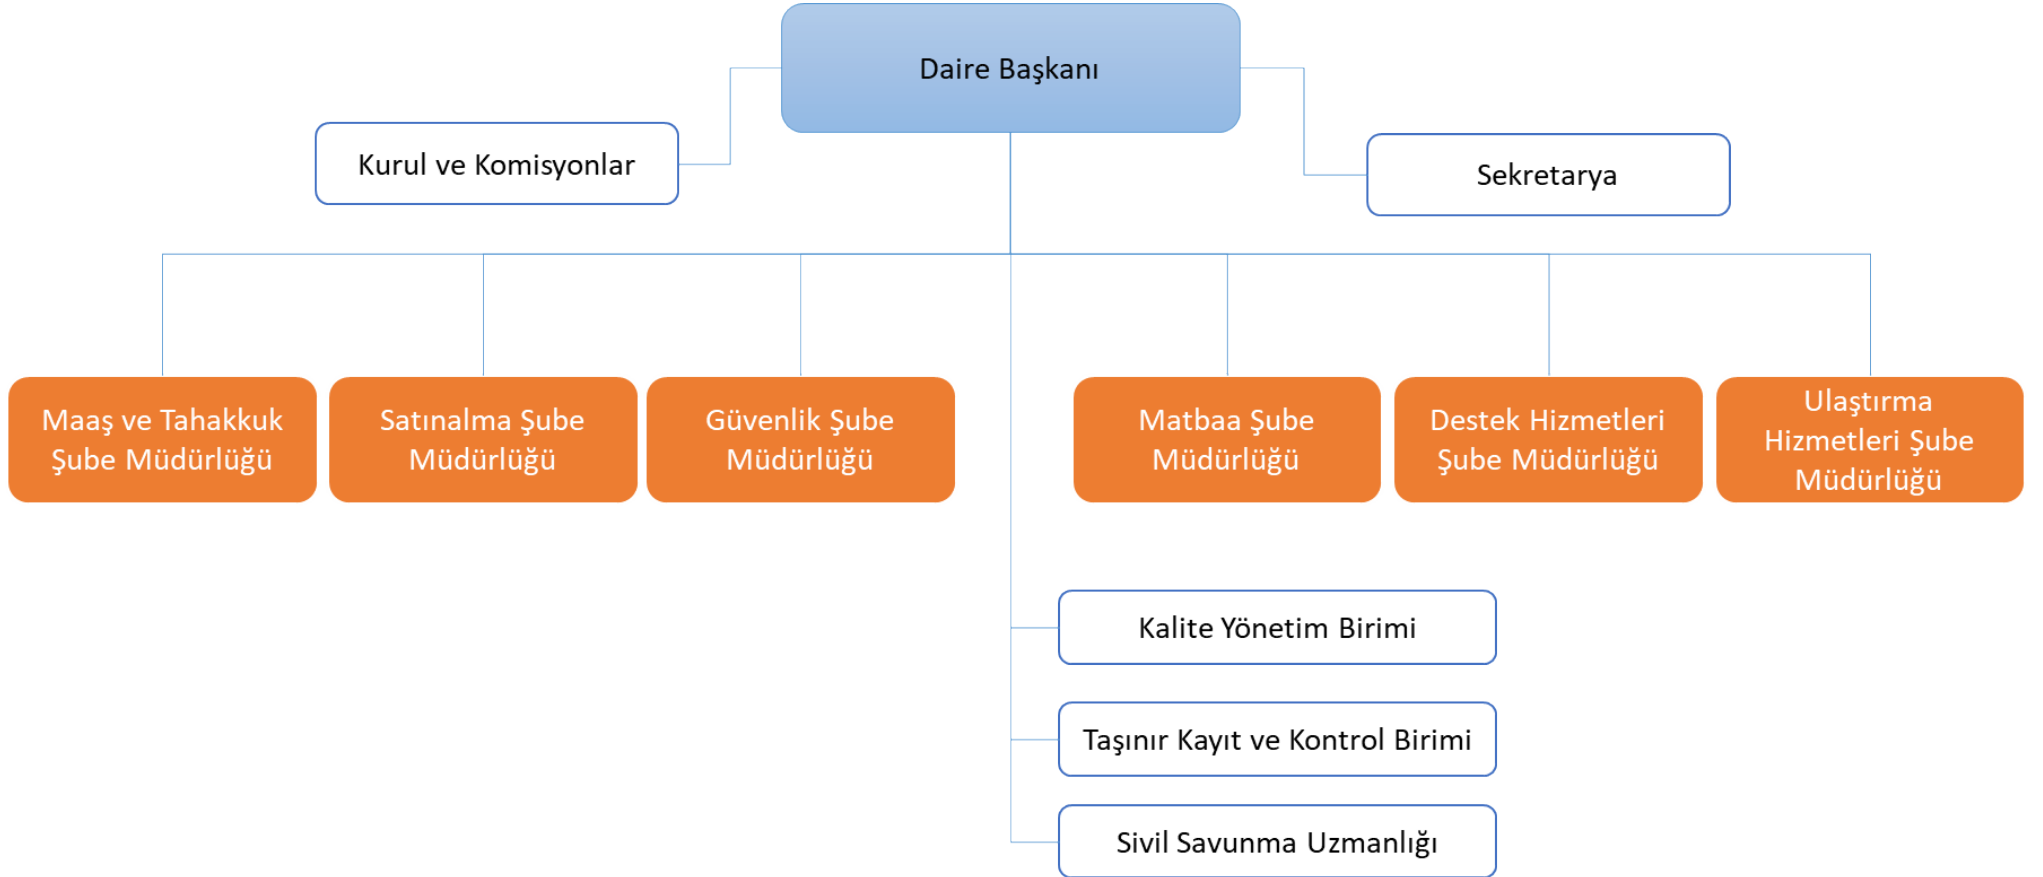 Daire Başkanı
Kurul ve Komisyonlar
Sekretarya
Maaş ve Tahakkuk
Şube Müdürlüğü
Satınalma Şube
Müdürlüğü
Güvenlik Şube
Müdürlüğü
Matbaa Şube
Müdürlüğü
Destek Hizmetleri
Şube Müdürlüğü
Ulaştırma
Hizmetleri Şube
Müdürlüğü
Kalite Yönetim Birimi
Taşınır Kayıt ve Kontrol Birimi
Sivil Savunma Uzmanlığı